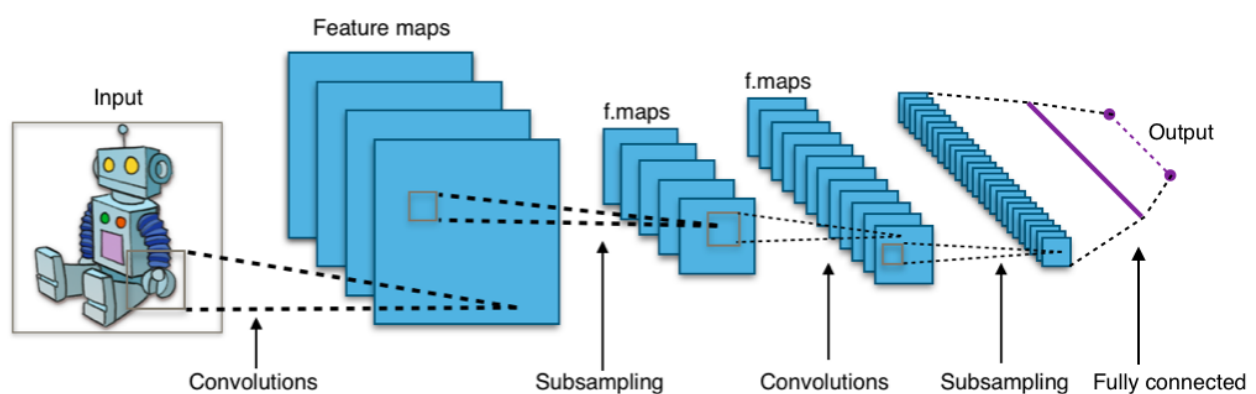 Feature maps
Input
f.maps
f.maps
Output
Convolutions
Subsampling
Convolutions
Subsampling
Fully connected